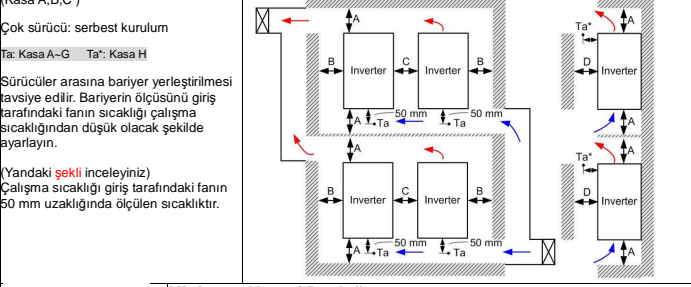 (Kasa A,B,C )
Çok sürücü: serbest kurulum
Ta: Kasa A~G Ta*: Kasa H
Sürücüler arasına bariyer yerleştirilmesi
tavsiye edilir. Bariyerin ölçüsünü giriş
tarafındaki fanın sıcaklığı çalışma
sıcaklığından düşük olacak şekilde
ayarlayın.
(Yandaki şekli inceleyiniz)
Çalışma sıcaklığı giriş tarafındaki fanın
50 mm uzaklığında ölçülen sıcaklıktır.
A
A
B
Inverter
C
Inverter
B
50 mm
50 mm
A
Ta
Ta
A
B
Inverter
C
Inverter
B
50 mm
50 mm
A
Ta
Ta
A
Ta*
D
Inverter
A
A
Ta*
D
Inverter
A